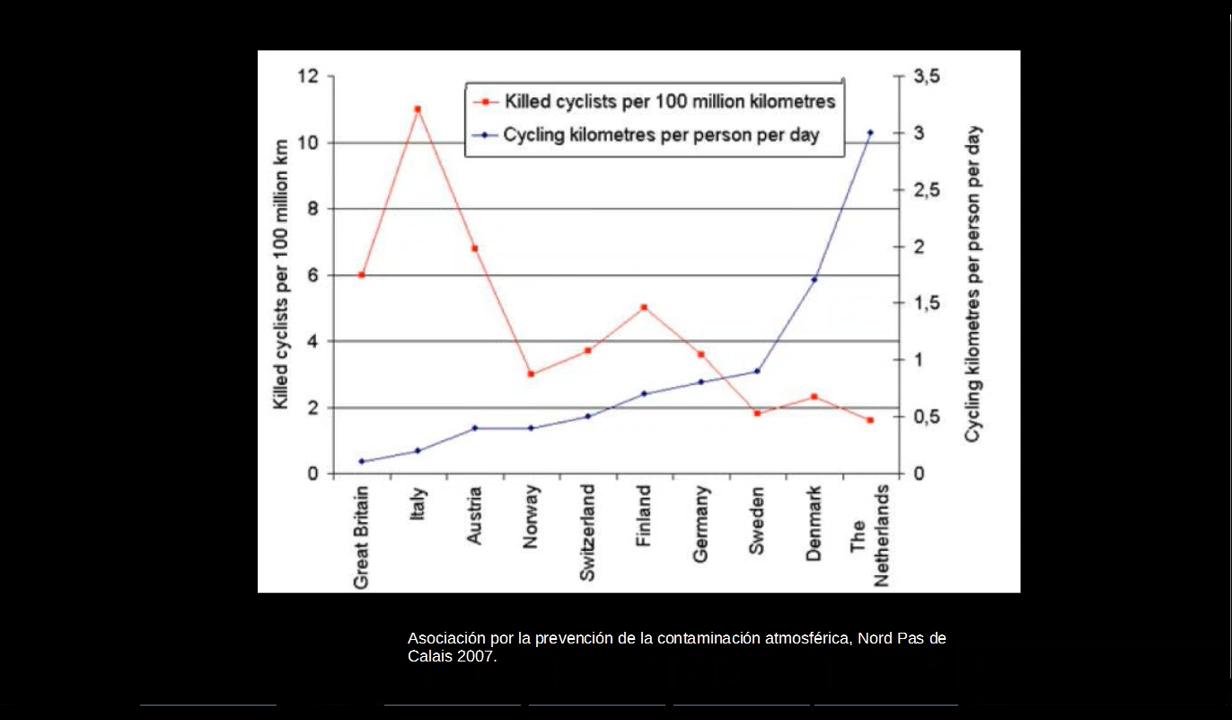 Killed cyclists per 100 million kilometres
Cycling kilometres per person per day
Killed cyclists per 100 million km
12
10
8
6
4
2
0
3,5
3
2,5
2
1,5
1
0,5
0
Cycling kilometres per person per day
Great Britain
Italy
Austria
Norway
Switzerland
Finland
Germany
Sweden
Denmark
The
Netherlands
Asociación por la prevención de la contaminación atmosférica, Nord Pas de
Calais 2007.